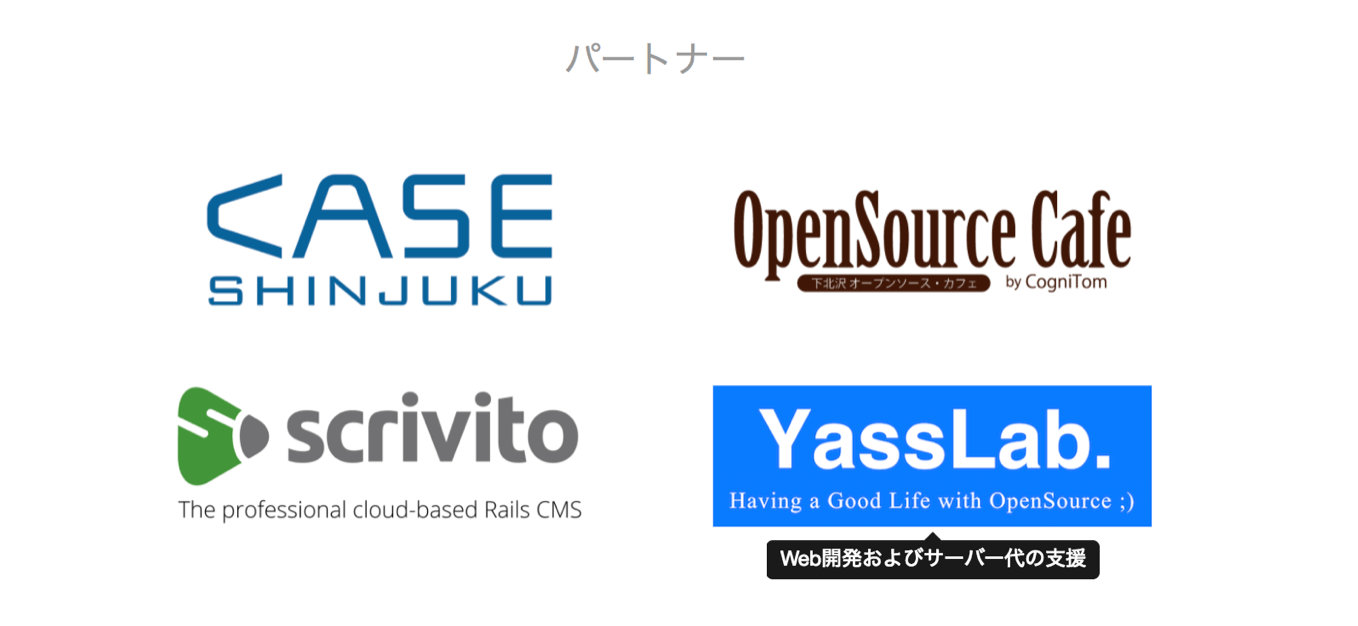 パートナー
CASE
SHINJUKU
OpenSource Cafe
下北沢 オープンソース・カフェ by CogniTom
scrivito
The professional cloud-based Rails CMS
YassLab.
Having a Good Life with OpenSource ;)
Web開発およびサーバー代の支援